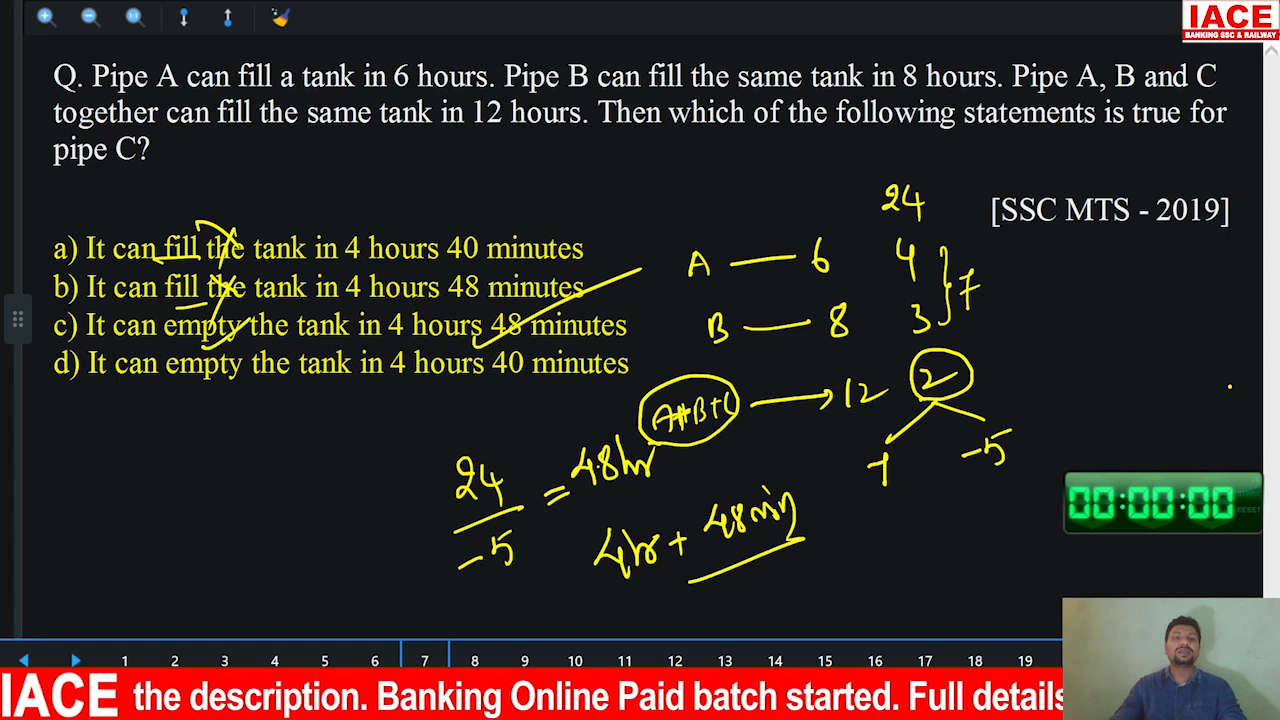 IACE
BANKING SSC & RAILWAY
Q. Pipe A can fill a tank in 6 hours. Pipe B can fill the same tank in 8 hours. Pipe A, B and C
together can fill the same tank in 12 hours. Then which of the following statements is true for
pipe C?
[SSC MTS - 2019]
a) It can fill the tank in 4 hours 40 minutes
b) It can fill the tank in 4 hours 48 minutes
c) It can empty the tank in 4 hours 48 minutes
d) It can empty the tank in 4 hours 40 minutes
24
A — 6 4
B — 8 3 } 7
A+B+C → 12 2
-5
24
-5
= 4.8hr
4hr + 48min
00:00:00
RESET
1 2 3 4 5 6 7 8 9 10 11 12 13 14 15 16 17 18 19
IACE the description. Banking Online Paid batch started. Full details